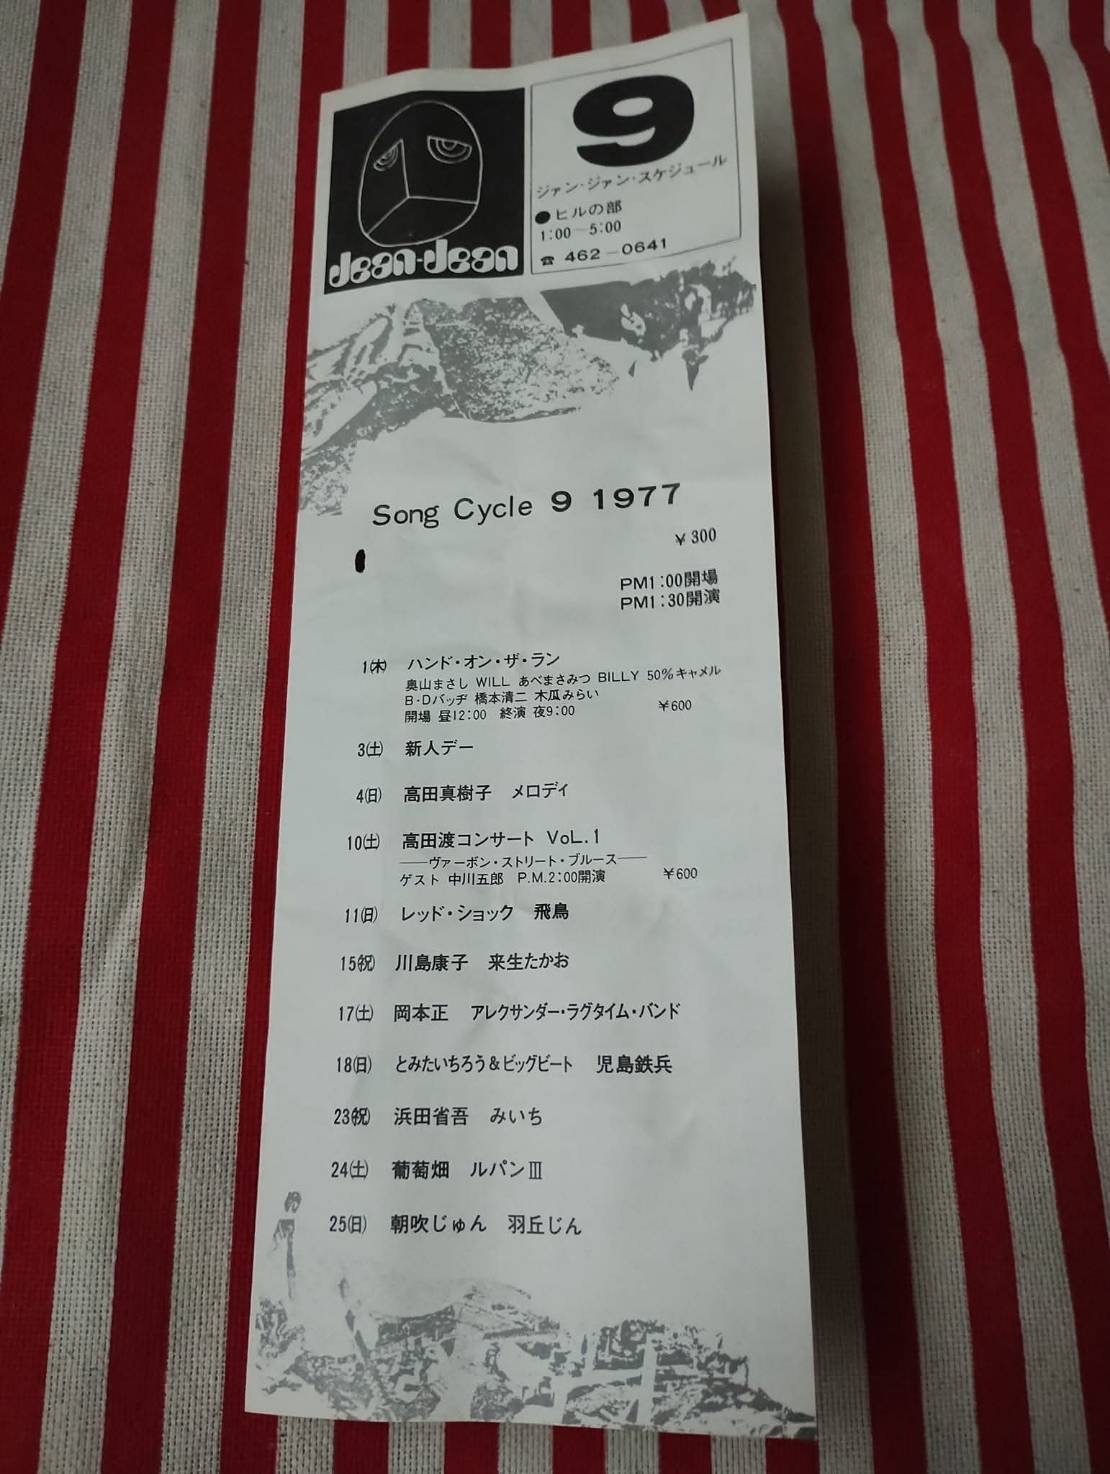 jean-jean
9
ジァン・ジァン・スケジュール
●ヒルの部
1:00─5:00
☎ 462－0641
Song Cycle 9 1977
￥300
PM1:00開場
PM1:30開演
1(木) ハンド・オン・ザ・ラン
奥山まさし WILL あべまさみつ BILLY 50%キャメル
B・Dバッヂ 橋本清二 木瓜みらい
開場 昼12:00 終演 夜9:00 ￥600
3(土) 新人デー
4(日) 高田真樹子 メロディ
10(土) 高田渡コンサート VoL.1
──ヴァーボン・ストリート・ブルース──
ゲスト 中川五郎 P.M.2:00開演 ￥600
11(日) レッド・ショック 飛鳥
15(祝) 川島康子 来生たかお
17(土) 岡本正 アレクサンダー・ラグタイム・バンド
18(日) とみたいちろう＆ビッグビート 児島鉄兵
23(祝) 浜田省吾 みいち
24(土) 葡萄畑 ルパンⅢ
25(日) 朝吹じゅん 羽丘じん